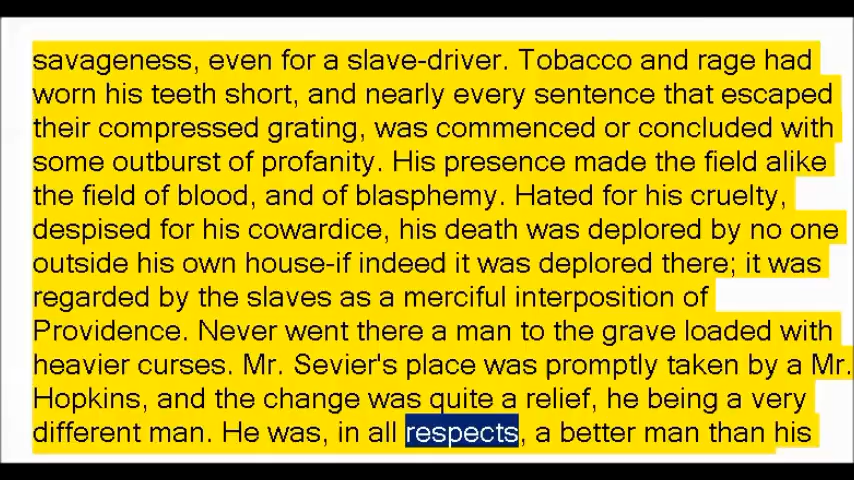 savageness, even for a slave-driver. Tobacco and rage had
worn his teeth short, and nearly every sentence that escaped
their compressed grating, was commenced or concluded with
some outburst of profanity. His presence made the field alike
the field of blood, and of blasphemy. Hated for his cruelty,
despised for his cowardice, his death was deplored by no one
outside his own house-if indeed it was deplored there; it was
regarded by the slaves as a merciful interposition of
Providence. Never went there a man to the grave loaded with
heavier curses. Mr. Sevier's place was promptly taken by a Mr.
Hopkins, and the change was quite a relief, he being a very
different man. He was, in all respects, a better man than his